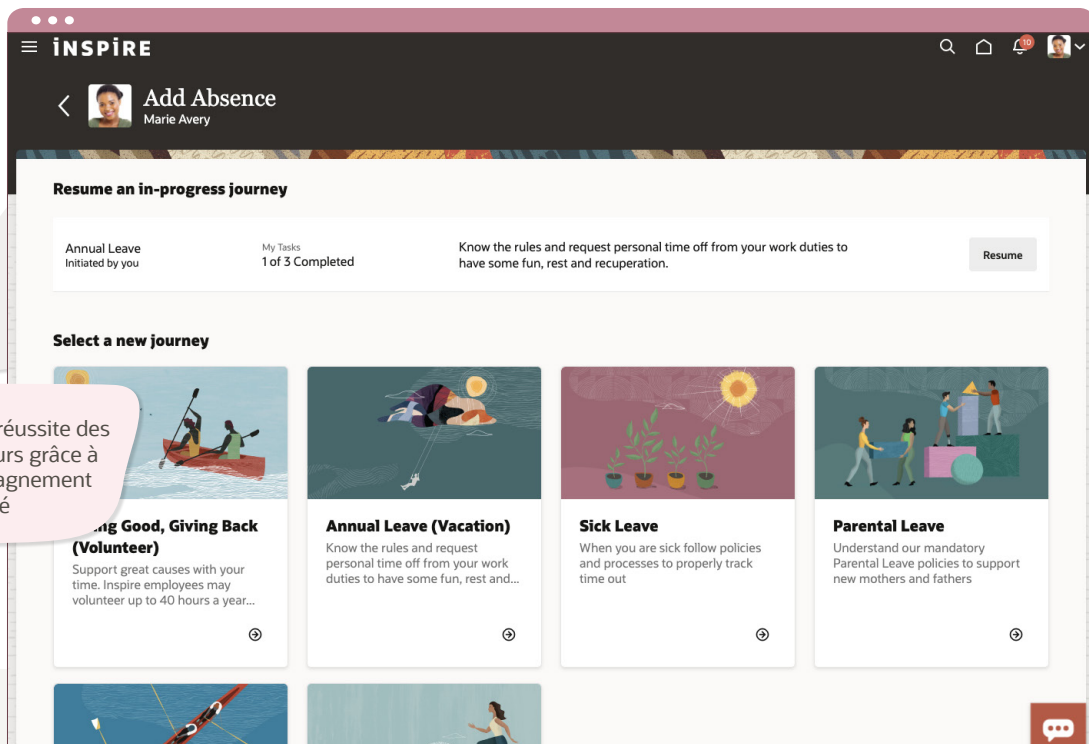 iNSPiRE
10
Add Absence
Marie Avery
Resume an in-progress journey
Annual Leave
Initiated by you
My Tasks
1 of 3 Completed
Know the rules and request personal time off from your work duties to
have some fun, rest and recuperation.
Resume
Select a new journey
réussite des
grâce à
Good, Giving Back
(Volunteer)
Support great causes with your
time. Inspire employees may
volunteer up to 40 hours a year...
Annual Leave (Vacation)
Know the rules and request
personal time off from your work
duties to have some fun, rest and...
Sick Leave
When you are sick follow policies
and processes to properly track
time out
Parental Leave
Understand our mandatory
Parental Leave policies to support
new mothers and fathers